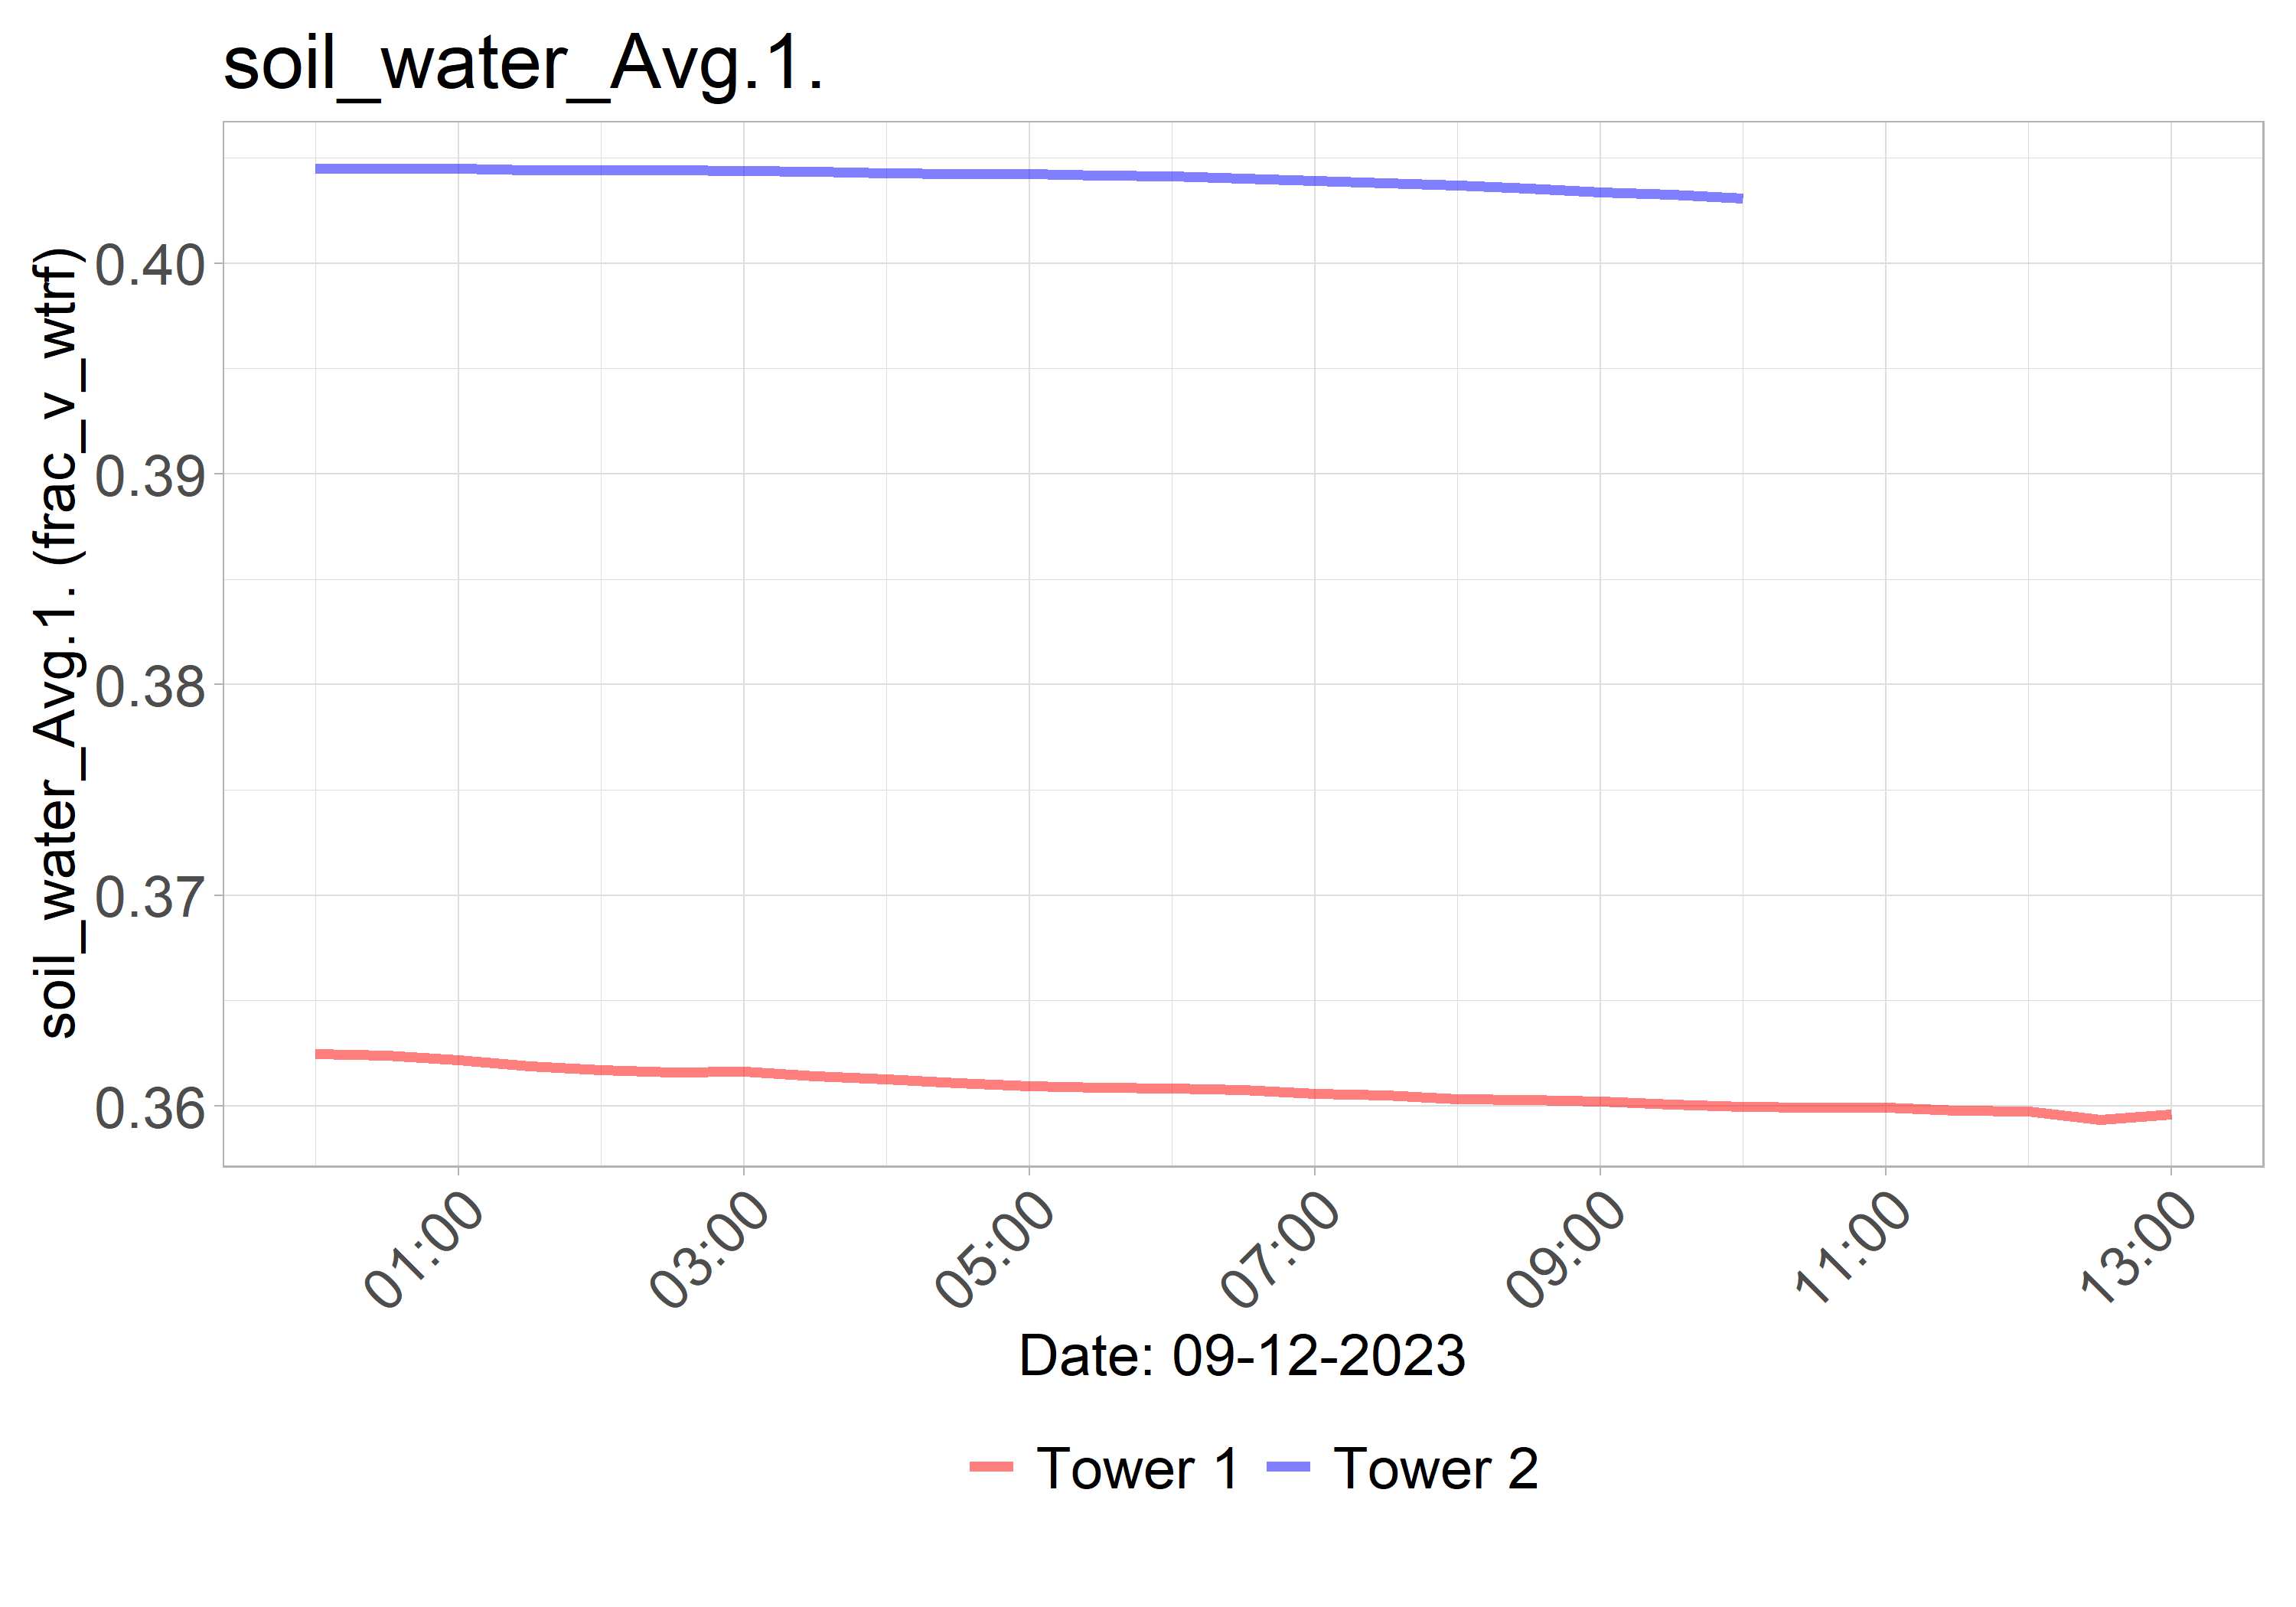 soil_water_Avg.1.
soil_water_Avg.1. (frac_v_wtrf)
0.40
0.39
0.38
0.37
0.36
01:00
03:00
05:00
07:00
09:00
11:00
13:00
Date: 09-12-2023
Tower 1
Tower 2